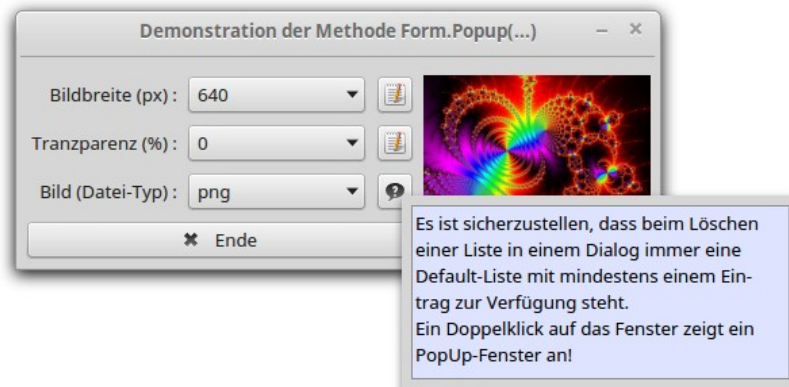 Demonstration der Methode Form.Popup(...)
Bildbreite (px) : 640
Tranzparenz (%) : 0
Bild (Datei-Typ) : png
Ende
Es ist sicherzustellen, dass beim Löschen
einer Liste in einem Dialog immer eine
Default-Liste mit mindestens einem Ein-
trag zur Verfügung steht.
Ein Doppelklick auf das Fenster zeigt ein
PopUp-Fenster an!